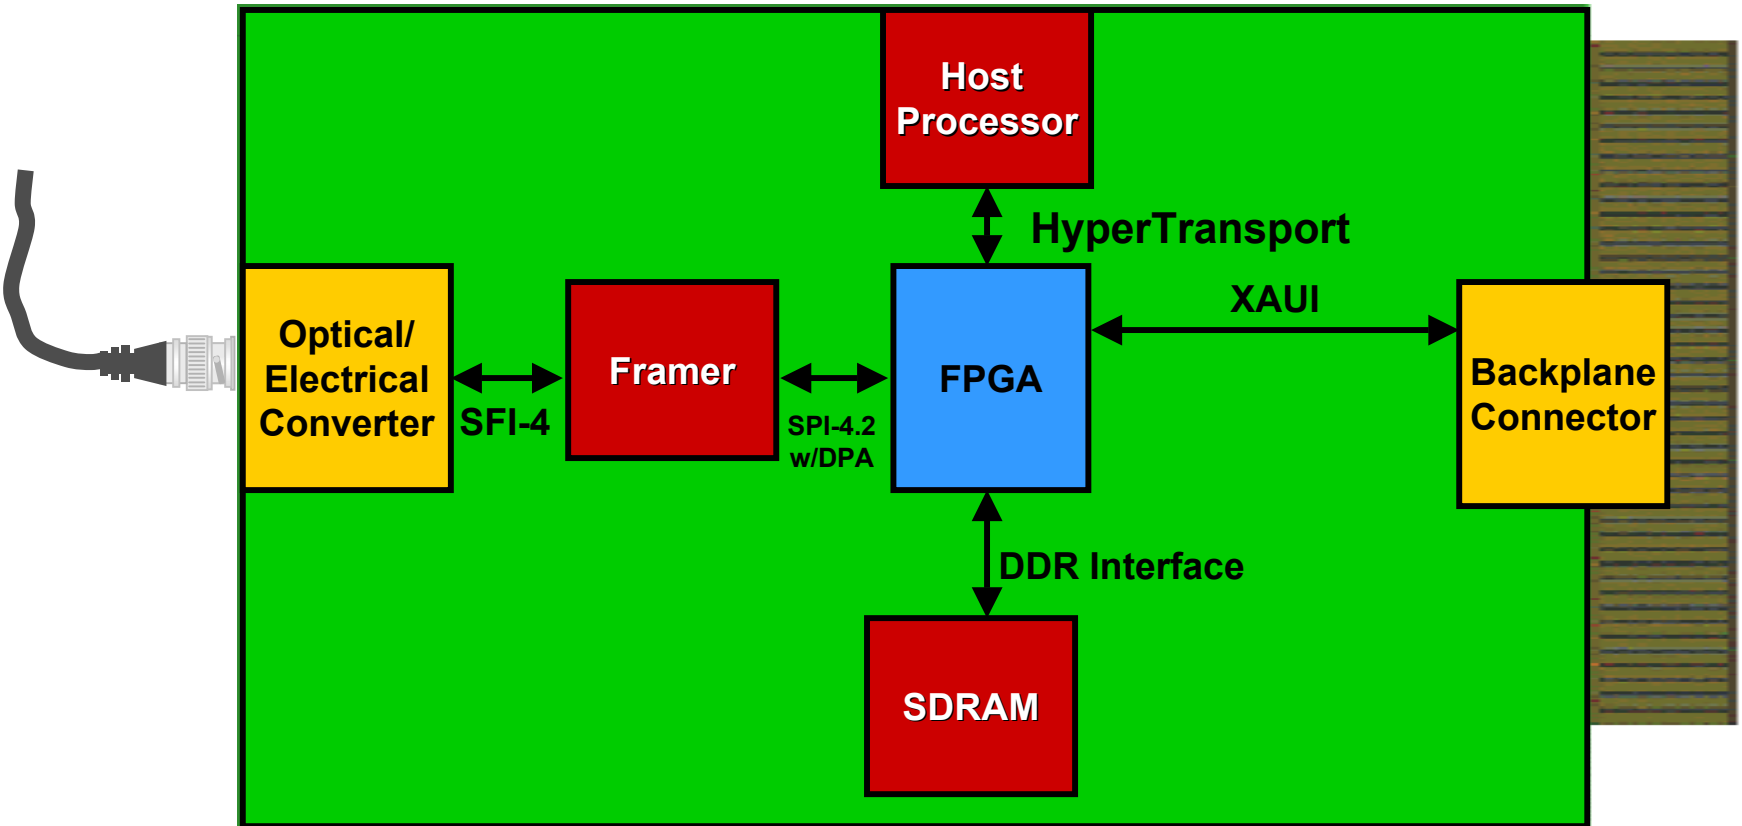 Host
Processor
HyperTransport
XAUI
Optical/
Electrical
Converter
SFI-4
Framer
SPI-4.2
w/DPA
FPGA
Backplane
Connector
DDR Interface
SDRAM